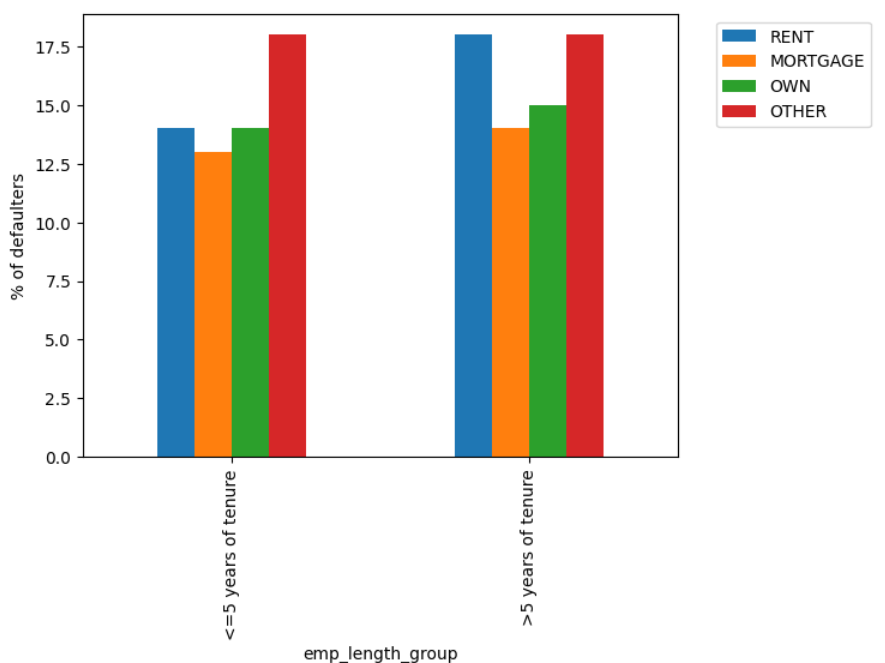 RENT
MORTGAGE
OWN
OTHER
% of defaulters
17.5
15.0
12.5
10.0
7.5
5.0
2.5
0.0
<=5 years of tenure
>5 years of tenure
emp_length_group